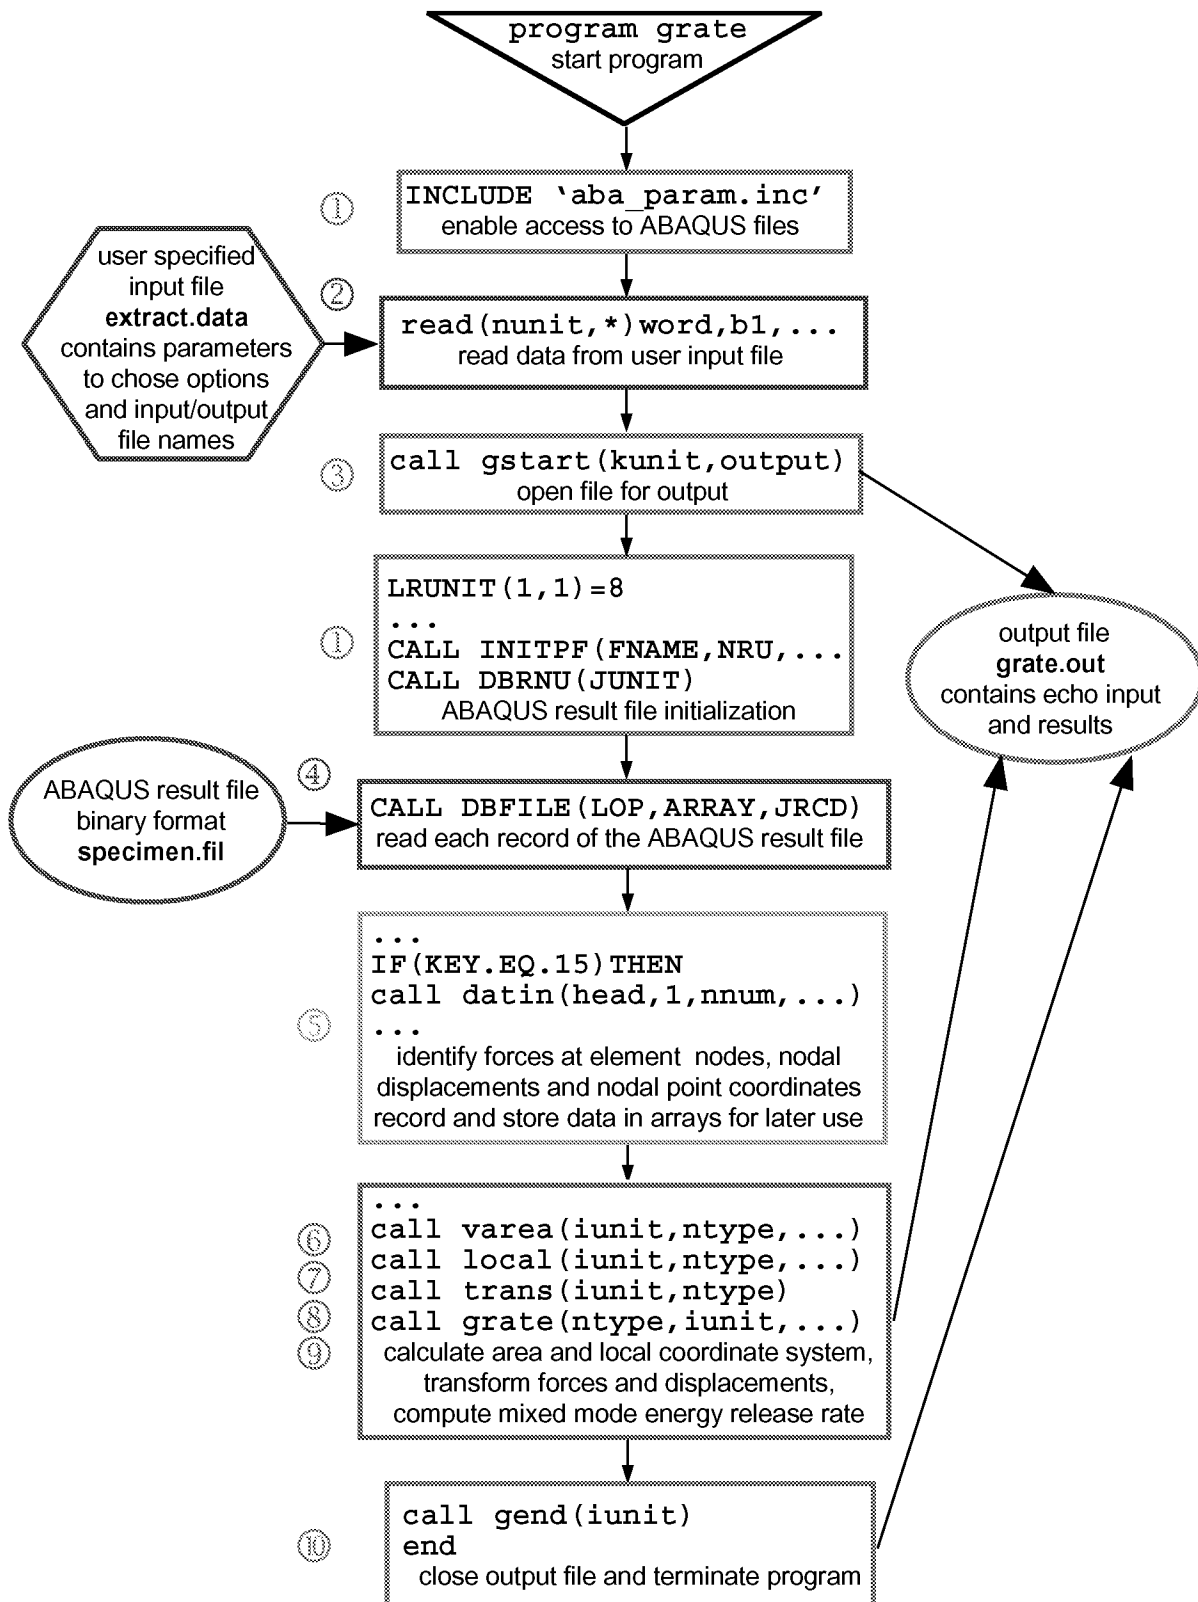 program grate
start program
①
INCLUDE ‘aba_param.inc’
enable access to ABAQUS files
user specified
input file
extract.data
contains parameters
to chose options
and input/output
file names
②
read(nunit,*)word,b1,...
read data from user input file
③
call gstart(kunit,output)
open file for output
①
LRUNIT(1,1)=8
...
CALL INITPF(FNAME,NRU,...
CALL DBRNU(JUNIT)
ABAQUS result file initialization
output file
grate.out
contains echo input
and results
ABAQUS result file
binary format
specimen.fil
④
CALL DBFILE(LOP,ARRAY,JRCD)
read each record of the ABAQUS result file
⑤
...
IF(KEY.EQ.15)THEN
call datin(head,1,nnum,...)
...
identify forces at element nodes, nodal
displacements and nodal point coordinates
record and store data in arrays for later use
...
⑥ call varea(iunit,ntype,...)
⑦ call local(iunit,ntype,...)
⑧ call trans(iunit,ntype)
⑨ call grate(ntype,iunit,...)
calculate area and local coordinate system,
transform forces and displacements,
compute mixed mode energy release rate
⑩
call gend(iunit)
end
close output file and terminate program